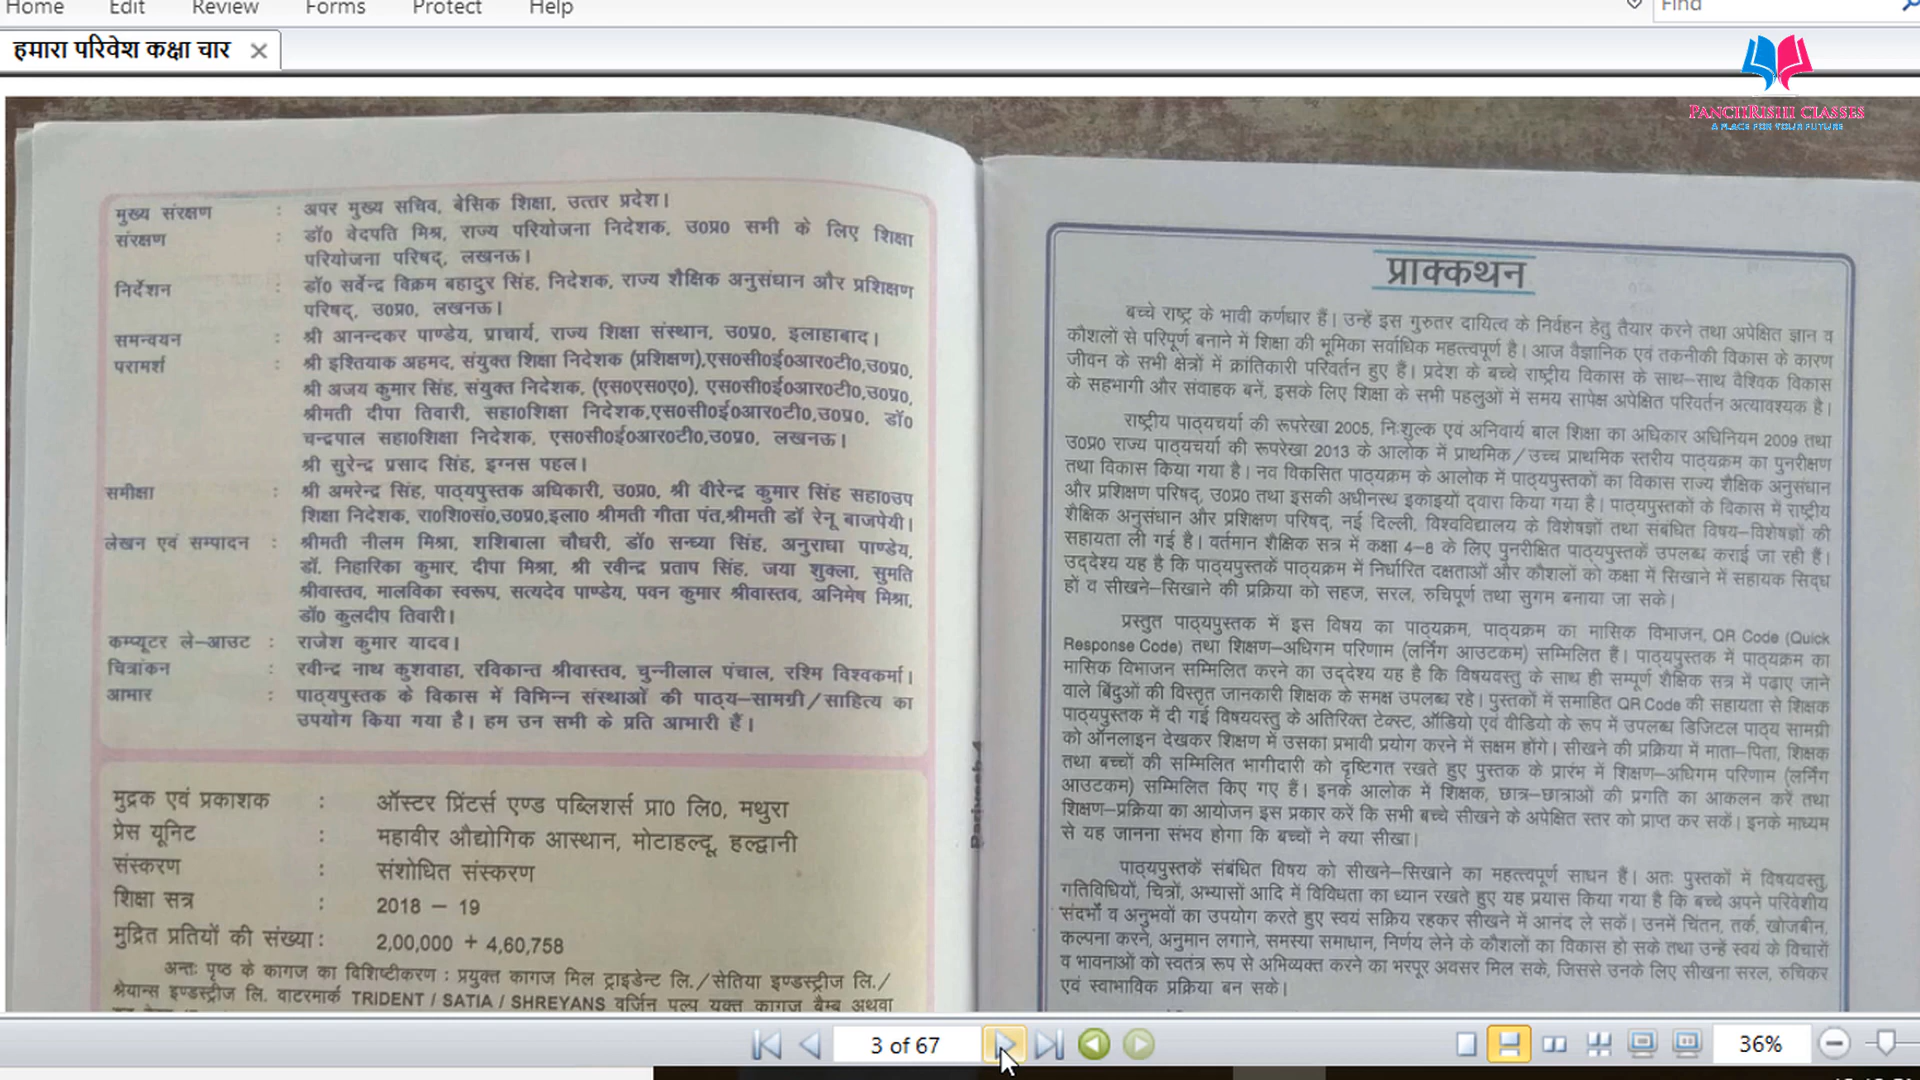 Home Edit Review Forms Protect Help Find
हमारा परिवेश कक्षा चार
PANCHRISHI CLASSES
A PLACE FOR YOUR FUTURE
मुख्य संरक्षण : अपर मुख्य सचिव, बेसिक शिक्षा, उत्तर प्रदेश।
संरक्षण : डॉ0 वेदपति मिश्र, राज्य परियोजना निदेशक, उ0प्र0 सभी के लिए शिक्षा
परियोजना परिषद्, लखनऊ।
निर्देशन : डॉ0 सर्वेन्द्र विक्रम बहादुर सिंह, निदेशक, राज्य शैक्षिक अनुसंधान और प्रशिक्षण
परिषद्, उ0प्र0, लखनऊ।
समन्वयन : श्री आनन्दकर पाण्डेय, प्राचार्य, राज्य शिक्षा संस्थान, उ0प्र0, इलाहाबाद।
परामर्श : श्री इश्तियाक अहमद, संयुक्त शिक्षा निदेशक (प्रशिक्षण),एस0सी0ई0आर0टी0,उ0प्र0,
श्री अजय कुमार सिंह, संयुक्त निदेशक, (एस0एस0ए0), एस0सी0ई0आर0टी0,उ0प्र0,
श्रीमती दीपा तिवारी, सहा0शिक्षा निदेशक,एस0सी0ई0आर0टी0,उ0प्र0, डॉ0
चन्द्रपाल सहा0शिक्षा निदेशक, एस0सी0ई0आर0टी0,उ0प्र0, लखनऊ।
श्री सुरेन्द्र प्रसाद सिंह, इग्नस पहल।
समीक्षा : श्री अमरेन्द्र सिंह, पाठ्यपुस्तक अधिकारी, उ0प्र0, श्री वीरेन्द्र कुमार सिंह सहा0उप
शिक्षा निदेशक, रा0शि0सं0,उ0प्र0,इला0 श्रीमती गीता पंत,श्रीमती डॉ रेनू बाजपेयी।
लेखन एवं सम्पादन : श्रीमती नीलम मिश्रा, शशिबाला चौधरी, डॉ0 सन्ध्या सिंह, अनुराधा पाण्डेय,
डॉ. निहारिका कुमार, दीपा मिश्रा, श्री रवीन्द्र प्रताप सिंह, जया शुक्ला, सुमति
श्रीवास्तव, मालविका स्वरूप, सत्यदेव पाण्डेय, पवन कुमार श्रीवास्तव, अनिमेष मिश्रा,
डॉ0 कुलदीप तिवारी।
कम्प्यूटर ले–आउट : राजेश कुमार यादव।
चित्रांकन : रवीन्द्र नाथ कुशवाहा, रविकान्त श्रीवास्तव, चुन्नीलाल पंचाल, रश्मि विश्वकर्मा।
आभार : पाठ्यपुस्तक के विकास में विभिन्न संस्थाओं की पाठ्य–सामग्री/साहित्य का
उपयोग किया गया है। हम उन सभी के प्रति आभारी हैं।
मुद्रक एवं प्रकाशक : ऑस्टर प्रिंटर्स एण्ड पब्लिशर्स प्रा0 लि0, मथुरा
प्रेस यूनिट : महावीर औद्योगिक आस्थान, मोटाहल्दू, हल्द्वानी
संस्करण : संशोधित संस्करण
शिक्षा सत्र : 2018 – 19
मुद्रित प्रतियों की संख्या : 2,00,000 + 4,60,758
अन्तः पृष्ठ के कागज का विशिष्टीकरण : प्रयुक्त कागज मिल ट्राइडेन्ट लि./सेतिया इण्डस्ट्रीज लि./
श्रेयान्स इण्डस्ट्रीज लि. वाटरमार्क TRIDENT / SATIA / SHREYANS वर्जिन पल्प युक्त कागज बैम्ब अथवा
प्राक्कथन
बच्चे राष्ट्र के भावी कर्णधार हैं। उन्हें इस गुरुतर दायित्व के निर्वहन हेतु तैयार करने तथा अपेक्षित ज्ञान व
कौशलों से परिपूर्ण बनाने में शिक्षा की भूमिका सर्वाधिक महत्त्वपूर्ण है। आज वैज्ञानिक एवं तकनीकी विकास के कारण
जीवन के सभी क्षेत्रों में क्रांतिकारी परिवर्तन हुए हैं। प्रदेश के बच्चे राष्ट्रीय विकास के साथ–साथ वैश्विक विकास
के सहभागी और संवाहक बनें, इसके लिए शिक्षा के सभी पहलुओं में समय सापेक्ष अपेक्षित परिवर्तन अत्यावश्यक है।
राष्ट्रीय पाठ्यचर्या की रूपरेखा 2005, निःशुल्क एवं अनिवार्य बाल शिक्षा का अधिकार अधिनियम 2009 तथा
उ0प्र0 राज्य पाठ्यचर्या की रूपरेखा 2013 के आलोक में प्राथमिक/उच्च प्राथमिक स्तरीय पाठ्यक्रम का पुनरीक्षण
तथा विकास किया गया है। नव विकसित पाठ्यक्रम के आलोक में पाठ्यपुस्तकों का विकास राज्य शैक्षिक अनुसंधान
और प्रशिक्षण परिषद्, उ0प्र0 तथा इसकी अधीनस्थ इकाइयों द्वारा किया गया है। पाठ्यपुस्तकों के विकास में राष्ट्रीय
शैक्षिक अनुसंधान और प्रशिक्षण परिषद्, नई दिल्ली, विश्वविद्यालय के विशेषज्ञों तथा संबंधित विषय–विशेषज्ञों की
सहायता ली गई है। वर्तमान शैक्षिक सत्र में कक्षा 4–8 के लिए पुनरीक्षित पाठ्यपुस्तकें उपलब्ध कराई जा रही हैं।
उद्देश्य यह है कि पाठ्यपुस्तकें पाठ्यक्रम में निर्धारित दक्षताओं और कौशलों को कक्षा में सिखाने में सहायक सिद्ध
हों व सीखने–सिखाने की प्रक्रिया को सहज, सरल, रुचिपूर्ण तथा सुगम बनाया जा सके।
प्रस्तुत पाठ्यपुस्तक में इस विषय का पाठ्यक्रम, पाठ्यक्रम का मासिक विभाजन, QR Code (Quick
Response Code) तथा शिक्षण–अधिगम परिणाम (लर्निंग आउटकम) सम्मिलित हैं। पाठ्यपुस्तक में पाठ्यक्रम का
मासिक विभाजन सम्मिलित करने का उद्देश्य यह है कि विषयवस्तु के साथ ही सम्पूर्ण शैक्षिक सत्र में पढ़ाए जाने
वाले बिंदुओं की विस्तृत जानकारी शिक्षक के समक्ष उपलब्ध रहे। पुस्तकों में समाहित QR Code की सहायता से शिक्षक
पाठ्यपुस्तक में दी गई विषयवस्तु के अतिरिक्त टेक्स्ट, ऑडियो एवं वीडियो के रूप में उपलब्ध डिजिटल पाठ्य सामग्री
को ऑनलाइन देखकर शिक्षण में उसका प्रभावी प्रयोग करने में सक्षम होंगे। सीखने की प्रक्रिया में माता–पिता, शिक्षक
तथा बच्चों की सम्मिलित भागीदारी को दृष्टिगत रखते हुए पुस्तक के प्रारंभ में शिक्षण–अधिगम परिणाम (लर्निंग
आउटकम) सम्मिलित किए गए हैं। इनके आलोक में शिक्षक, छात्र–छात्राओं की प्रगति का आकलन करें तथा
शिक्षण–प्रक्रिया का आयोजन इस प्रकार करें कि सभी बच्चे सीखने के अपेक्षित स्तर को प्राप्त कर सकें। इनके माध्यम
से यह जानना संभव होगा कि बच्चों ने क्या सीखा।
पाठ्यपुस्तकें संबंधित विषय को सीखने–सिखाने का महत्त्वपूर्ण साधन हैं। अतः पुस्तकों में विषयवस्तु,
गतिविधियों, चित्रों, अभ्यासों आदि में विविधता का ध्यान रखते हुए यह प्रयास किया गया है कि बच्चे अपने परिवेशीय
संदर्भों व अनुभवों का उपयोग करते हुए स्वयं सक्रिय रहकर सीखने में आनंद ले सकें। उनमें चिंतन, तर्क, खोजबीन,
कल्पना करने, अनुमान लगाने, समस्या समाधान, निर्णय लेने के कौशलों का विकास हो सके तथा उन्हें स्वयं के विचारों
व भावनाओं को स्वतंत्र रूप से अभिव्यक्त करने का भरपूर अवसर मिल सके, जिससे उनके लिए सीखना सरल, रुचिकर
एवं स्वाभाविक प्रक्रिया बन सके।
3 of 67 36%